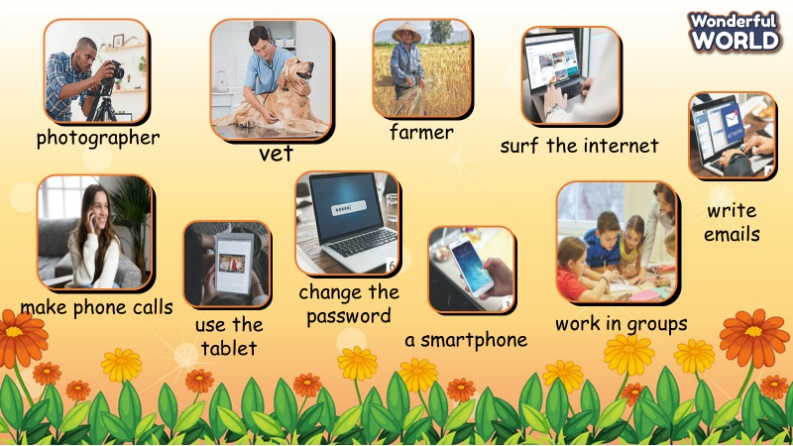 Wonderful
WORLD
photographer
vet
farmer
surf the internet
write
emails
make phone calls
use the
tablet
change the
password
a smartphone
work in groups